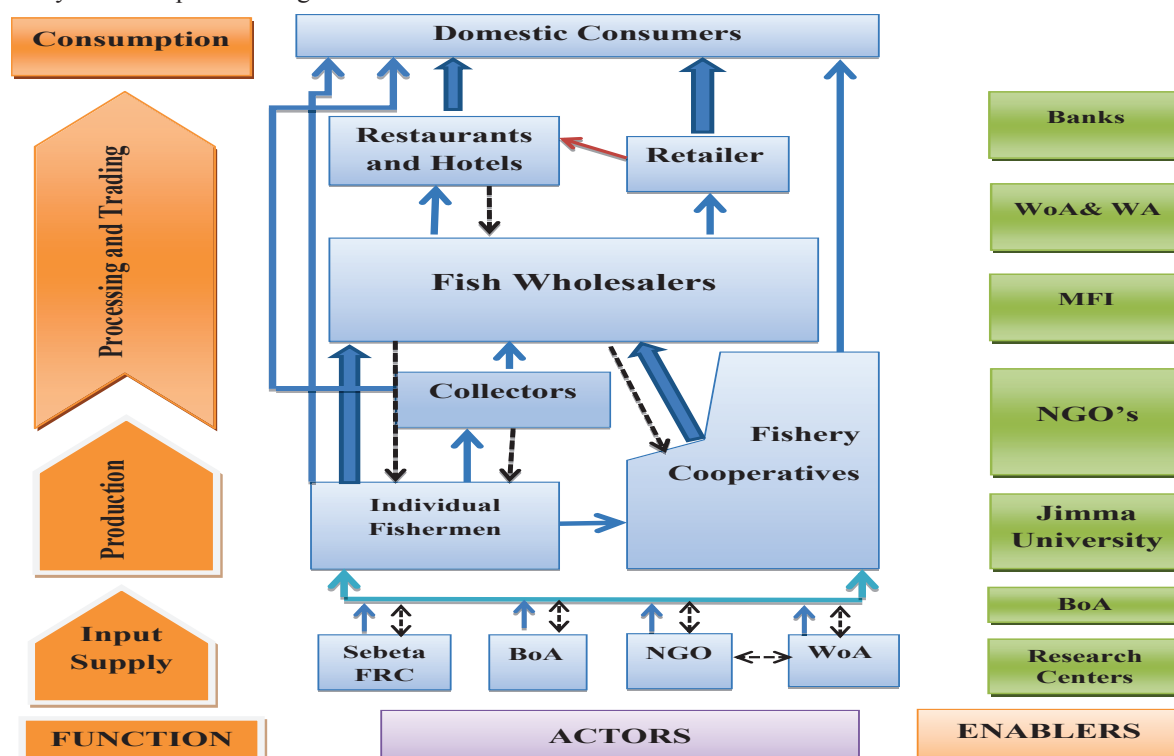 Consumption
Domestic Consumers
Processing and Trading
Restaurants
and Hotels
Retailer
Banks
WoA& WA
Fish Wholesalers
MFI
Collectors
NGO's
Fishery
Cooperatives
Production
Individual
Fishermen
Jimma
University
BoA
Input
Supply
Sebeta
FRC
BoA
NGO
WoA
Research
Centers
FUNCTION
ACTORS
ENABLERS